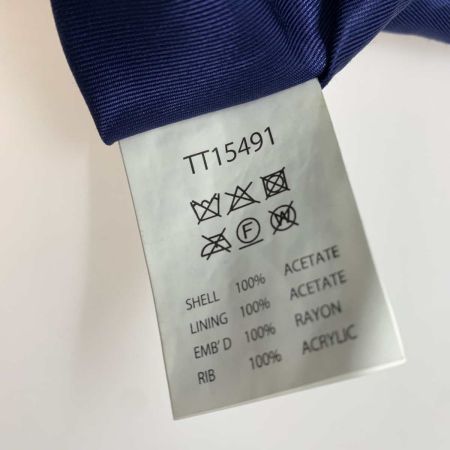 TT15491
F W
SHELL 100% ACETATE
LINING 100% ACETATE
EMB'D 100% RAYON
RIB 100% ACRYLIC